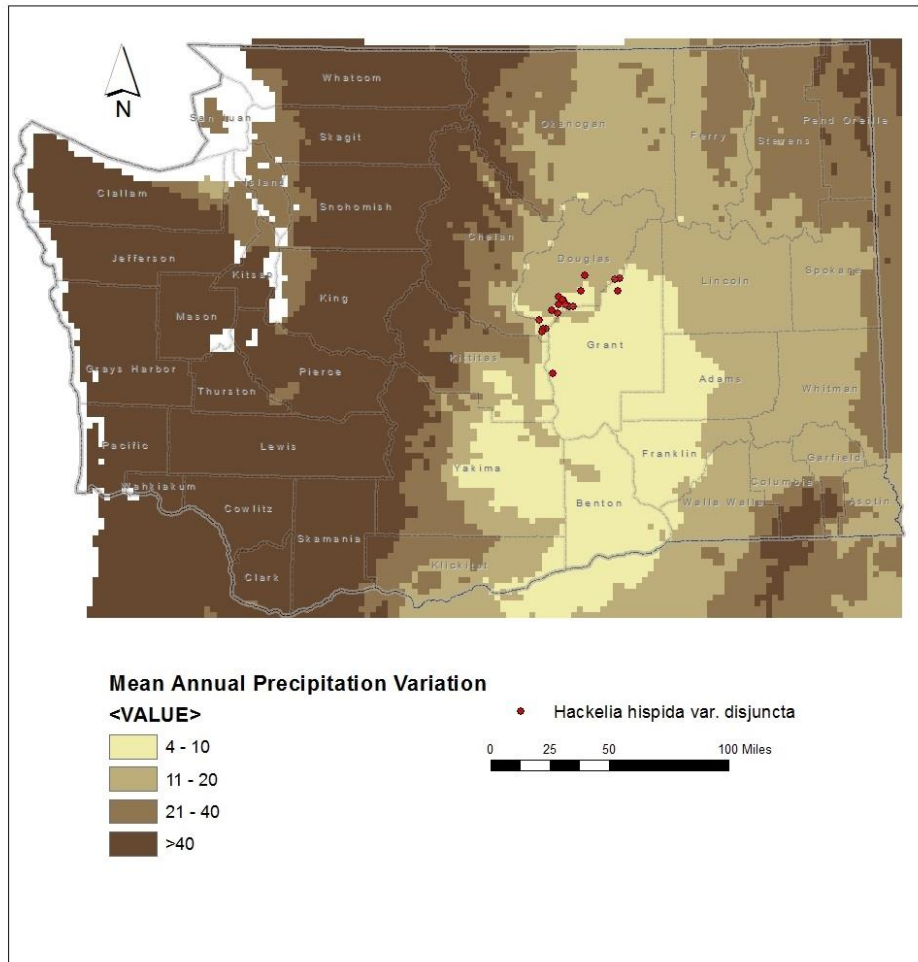 N
Whatcom
San Juan
Skagit
Okanogan
Ferry
Stevens
Pend Oreille
Island
Clallam
Snohomish
Chelan
Jefferson
Kitsap
Douglas
Lincoln
Spokane
King
Mason
Grant
Kittitas
Grays Harbor
Pierce
Thurston
Adams
Whitman
Pacific
Lewis
Yakima
Franklin
Garfield
Wahkiakum
Columbia
Cowlitz
Benton
Walla Walla
Asotin
Skamania
Klickitat
Clark
Mean Annual Precipitation Variation
<VALUE>
4 - 10
11 - 20
21 - 40
>40
Hackelia hispida var. disjuncta
0 25 50 100 Miles